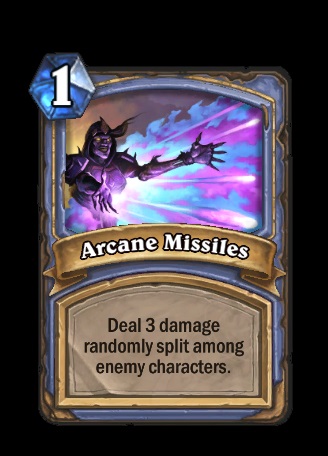 1
Arcane Missiles
Deal 3 damage
randomly split among
enemy characters.